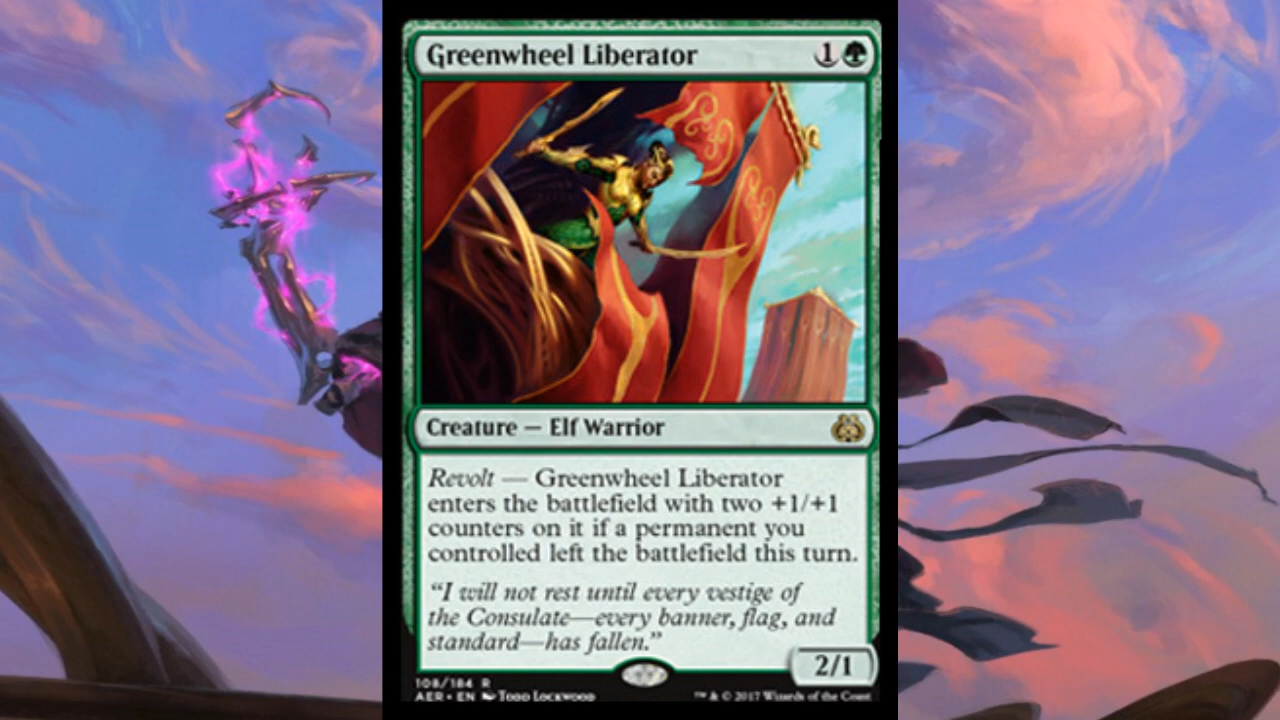 Greenwheel Liberator 1
Creature — Elf Warrior
Revolt — Greenwheel Liberator
enters the battlefield with two +1/+1
counters on it if a permanent you
controlled left the battlefield this turn.
“I will not rest until every vestige of
the Consulate—every banner, flag, and
standard—has fallen.”
2/1
108/184 R
AER • EN Todd Lockwood ™ & © 2017 Wizards of the Coast